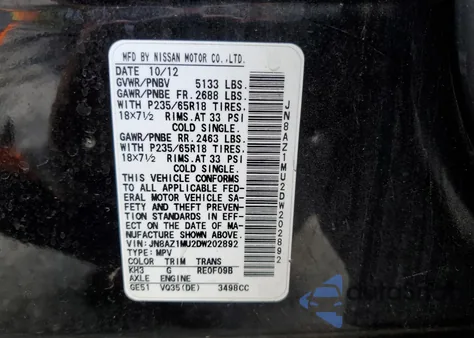 MFD BY NISSAN MOTOR CO.,LTD.
DATE 10/12
GVWR/PNBV 5133 LBS.
GAWR/PNBE FR. 2688 LBS.
WITH P235/65R18 TIRES.
18×7½ RIMS.AT 33 PSI
COLD SINGLE.
GAWR/PNBE RR. 2463 LBS.
WITH P235/65R18 TIRES.
18×7½ RIMS.AT 33 PSI
COLD SINGLE.
THIS VEHICLE CONFORMS
TO ALL APPLICABLE FED-
ERAL MOTOR VEHICLE SA-
FETY AND THEFT PREVEN-
TION STANDARDS IN EFF-
ECT ON THE DATE OF MA-
NUFACTURE SHOWN ABOVE.
VIN:JN8AZ1MU2DW202892
TYPE:MPV
COLOR TRIM TRANS
KH3 G RE0F09B
AXLE ENGINE
GE51 VQ35(DE) 3498CC
JN8AZ1MU2DW202892